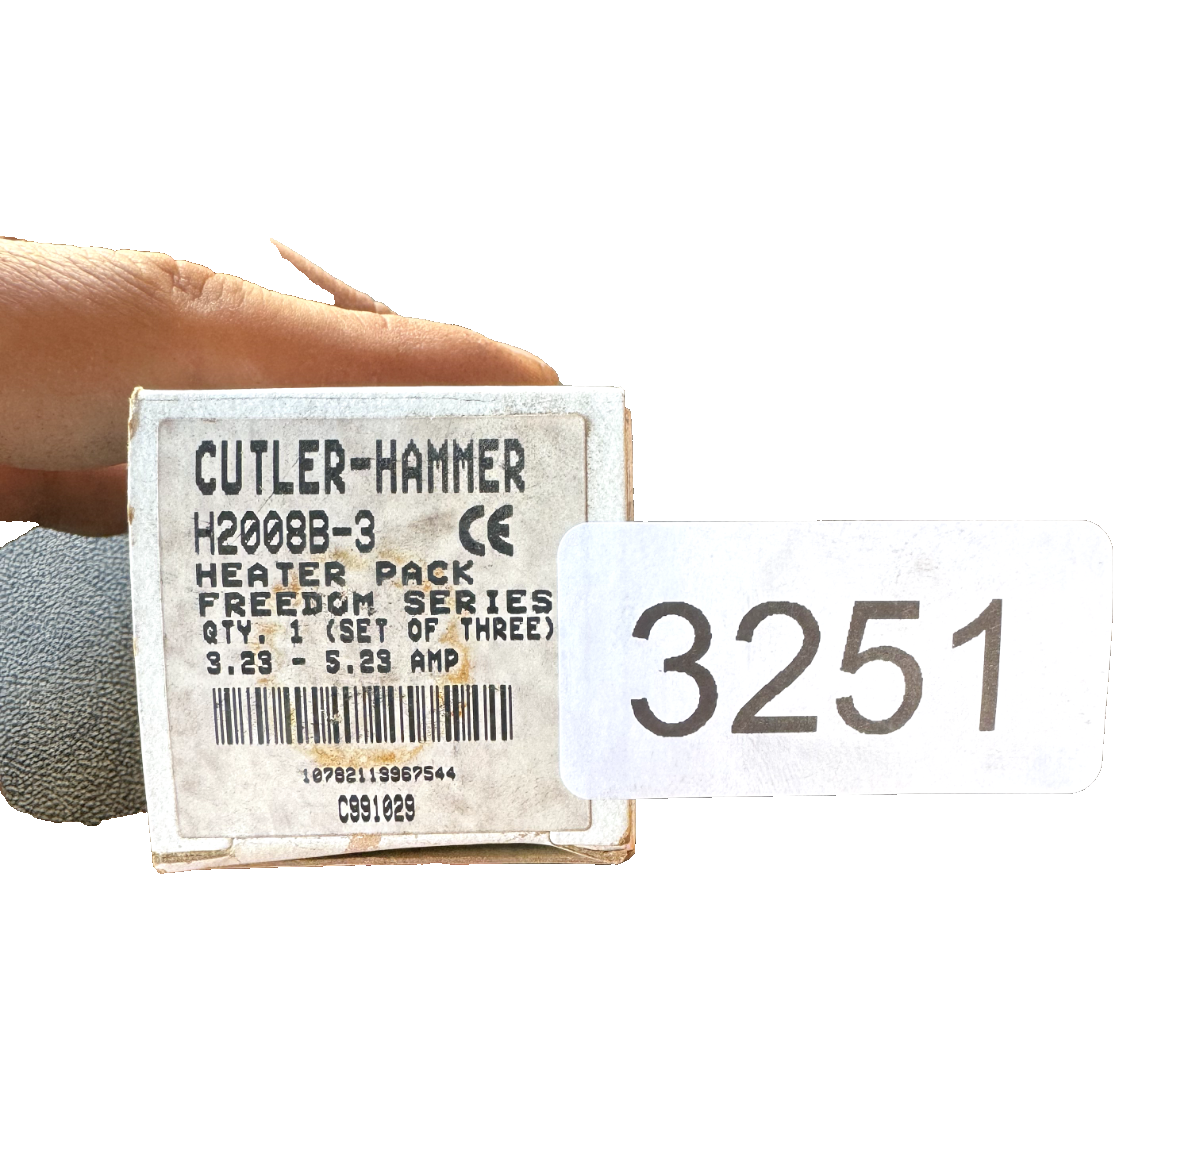 CUTLER-HAMMER
H2008B-3 CE
HEATER PACK
FREEDOM SERIES
QTY. 1 (SET OF THREE)
3.23 - 5.23 AMP
10782113967544
C991029
3251